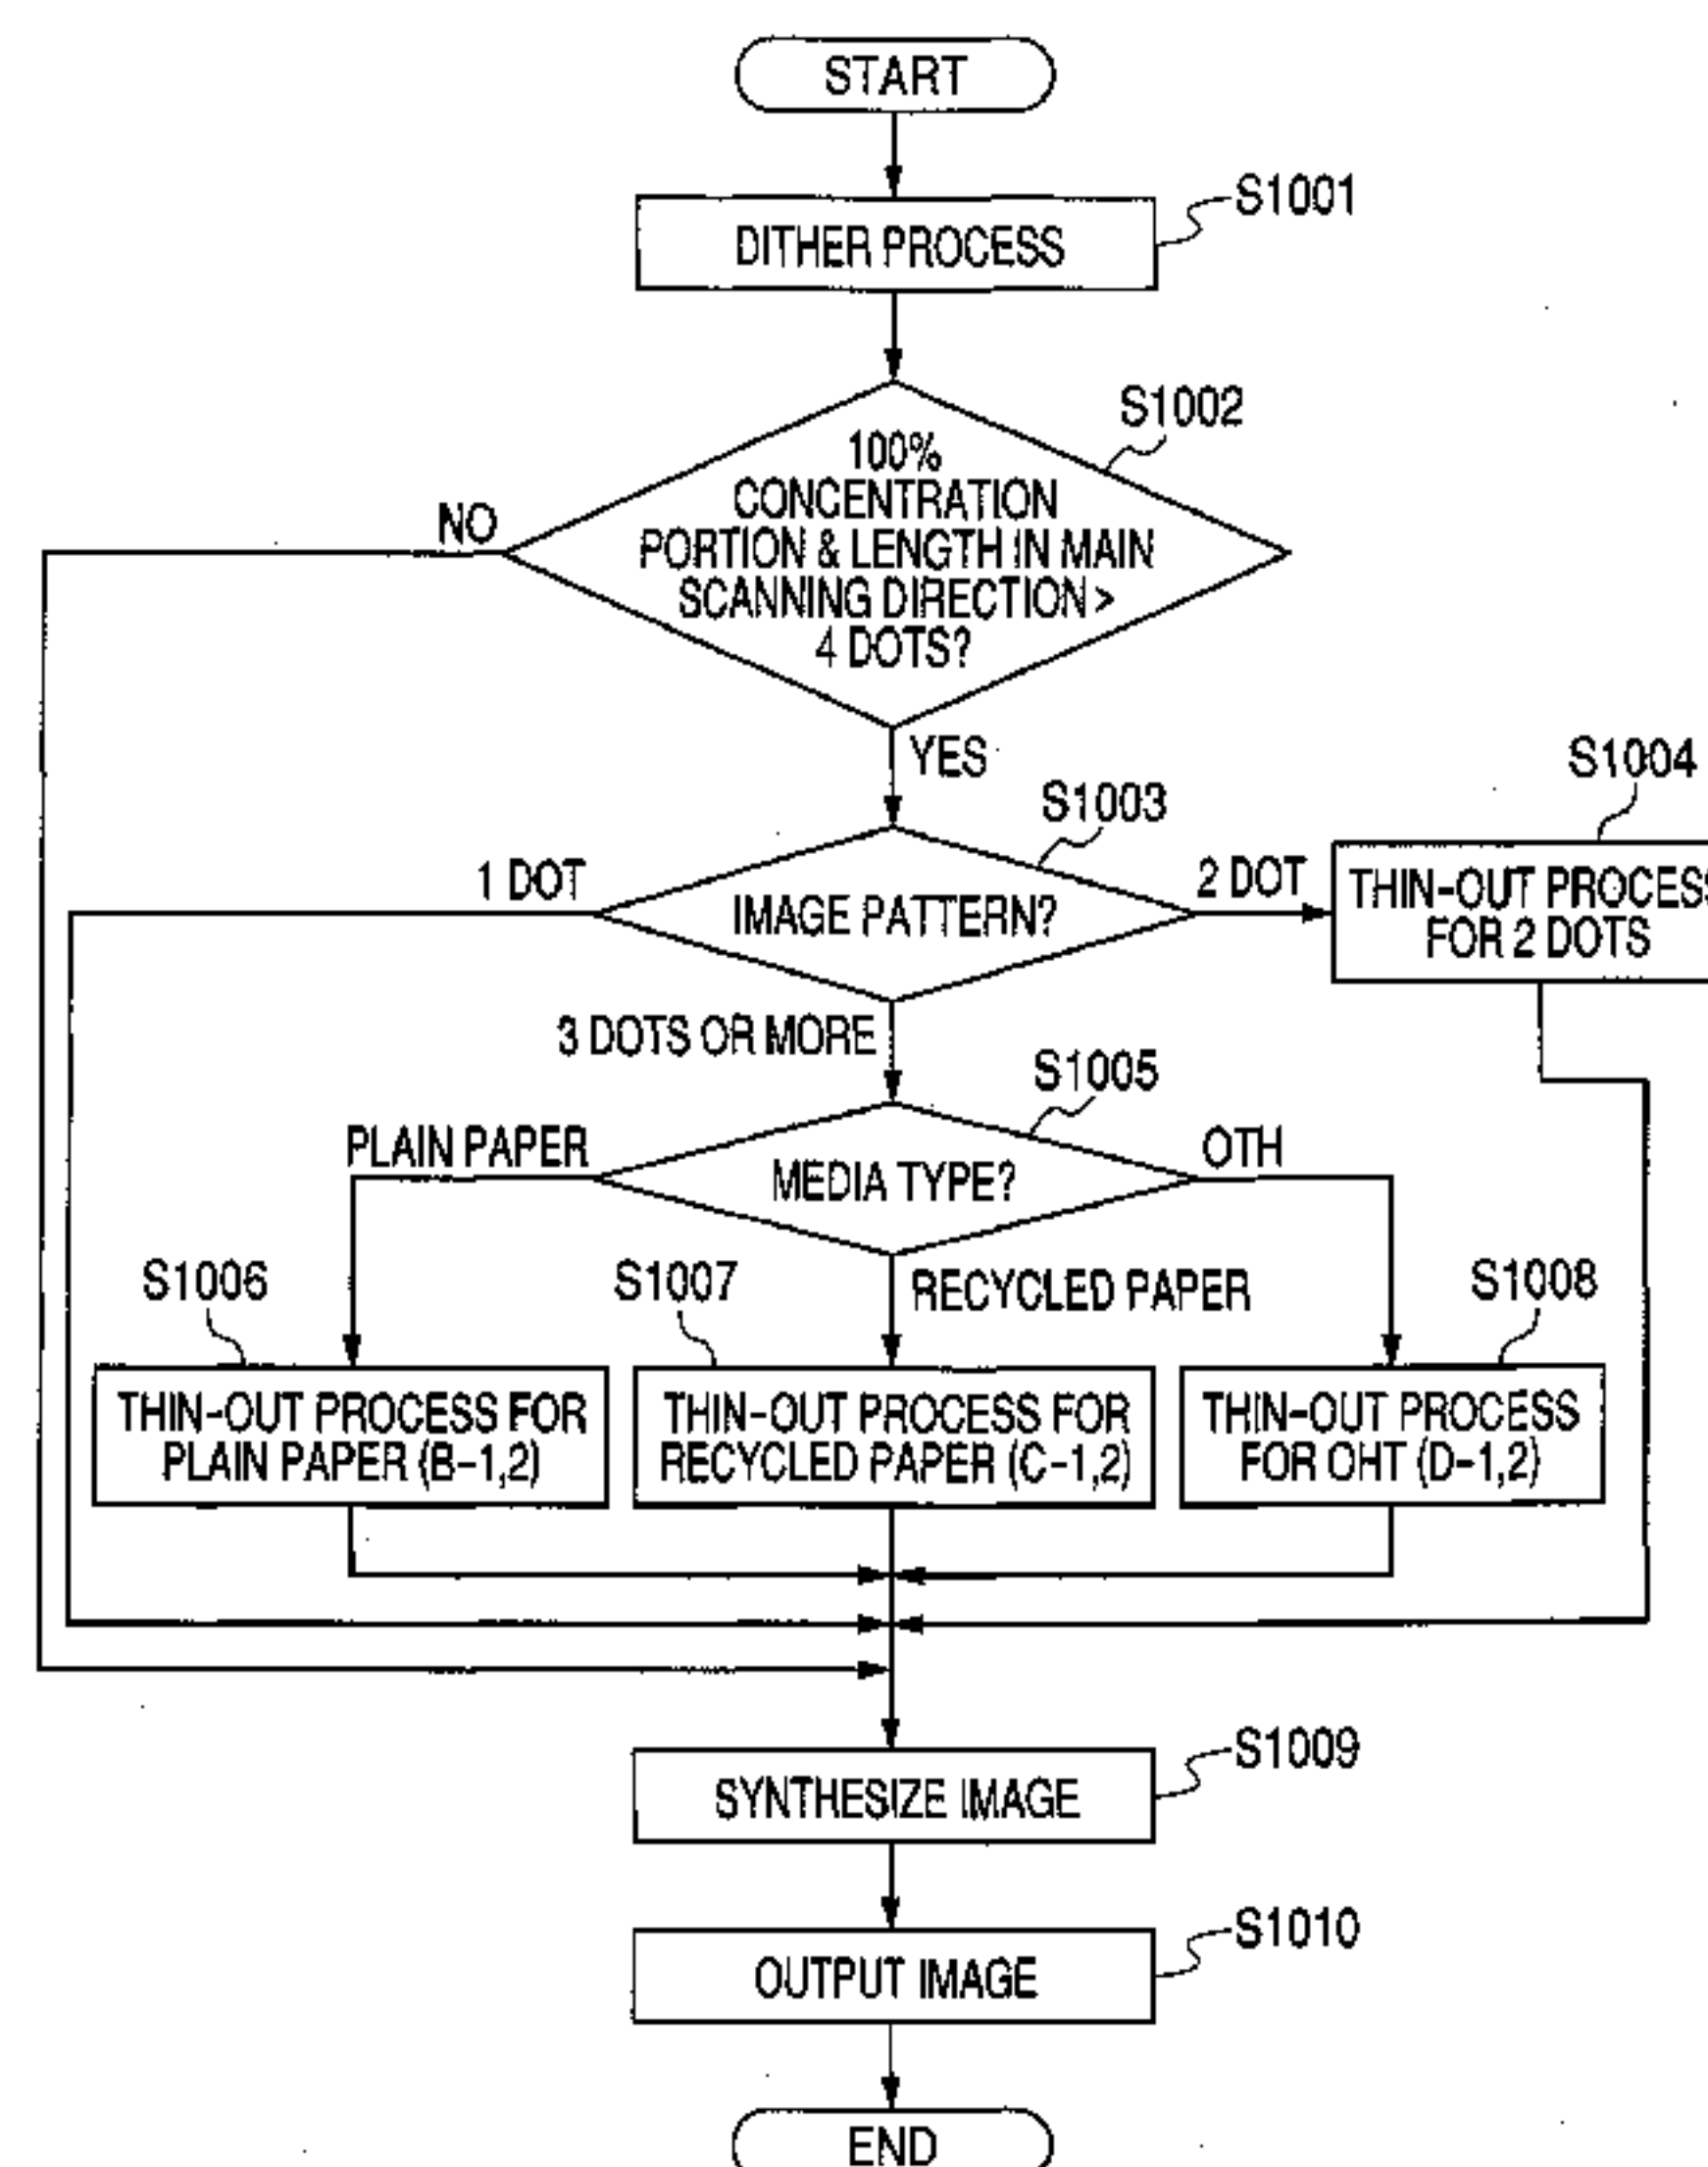 START
S1001
DITHER PROCESS
S1002
100%
CONCENTRATION
PORTION & LENGTH IN MAIN
SCANNING DIRECTION >
4 DOTS?
NO
YES
S1003
S1004
1 DOT
IMAGE PATTERN?
2 DOT
THIN-OUT PROCESS
FOR 2 DOTS
3 DOTS OR MORE
S1005
PLAIN PAPER
MEDIA TYPE?
OTH
S1006
S1007
RECYCLED PAPER
S1008
THIN-OUT PROCESS FOR
PLAIN PAPER (B-1,2)
THIN-OUT PROCESS FOR
RECYCLED PAPER (C-1,2)
THIN-OUT PROCESS
FOR OHT (D-1,2)
S1009
SYNTHESIZE IMAGE
S1010
OUTPUT IMAGE
END